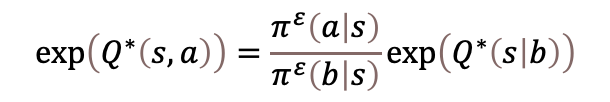 exp(Q*(s, a)) = π^ε(a|s) / π^ε(b|s) exp(Q*(s|b))